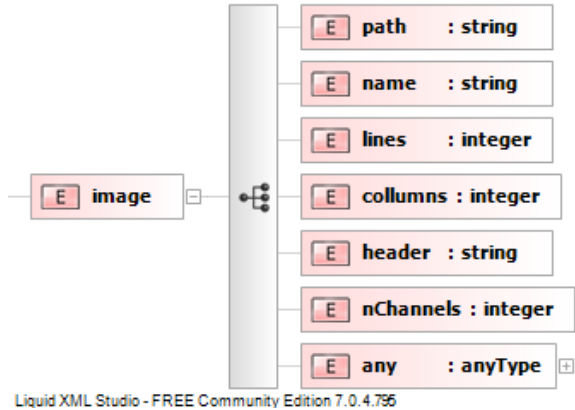 E path : string
E name : string
E lines : integer
E image
E collumns : integer
E header : string
E nChannels : integer
E any : anyType
Liquid XML Studio - FREE Community Edition 7.0.4.795